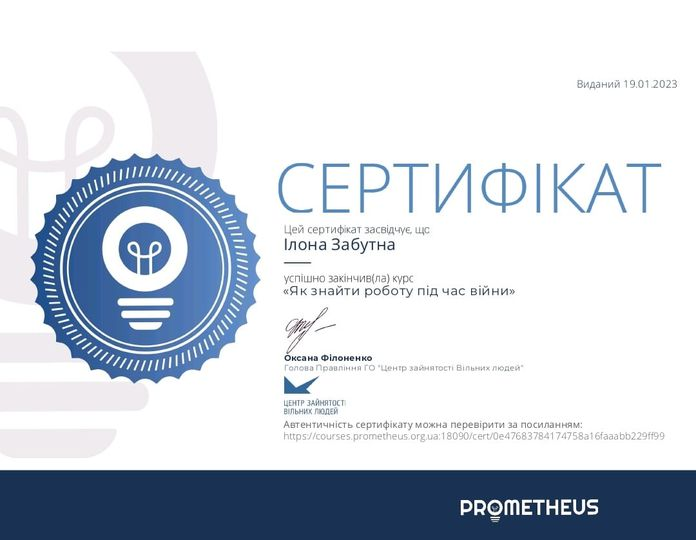 Виданий 19.01.2023
СЕРТИФІКАТ
Цей сертифікат засвідчує, що
Ілона Забутна
успішно закінчив(ла) курс
«Як знайти роботу під час війни»
Оксана Філоненко
Голова Правління ГО "Центр зайнятості Вільних людей"
ЦЕНТР ЗАЙНЯТОСТІ
ВІЛЬНИХ ЛЮДЕЙ
Автентичність сертифікату можна перевірити за посиланням:
https://courses.prometheus.org.ua:18090/cert/0e47683784174758a16faaabb229ff99
PROMETHEUS